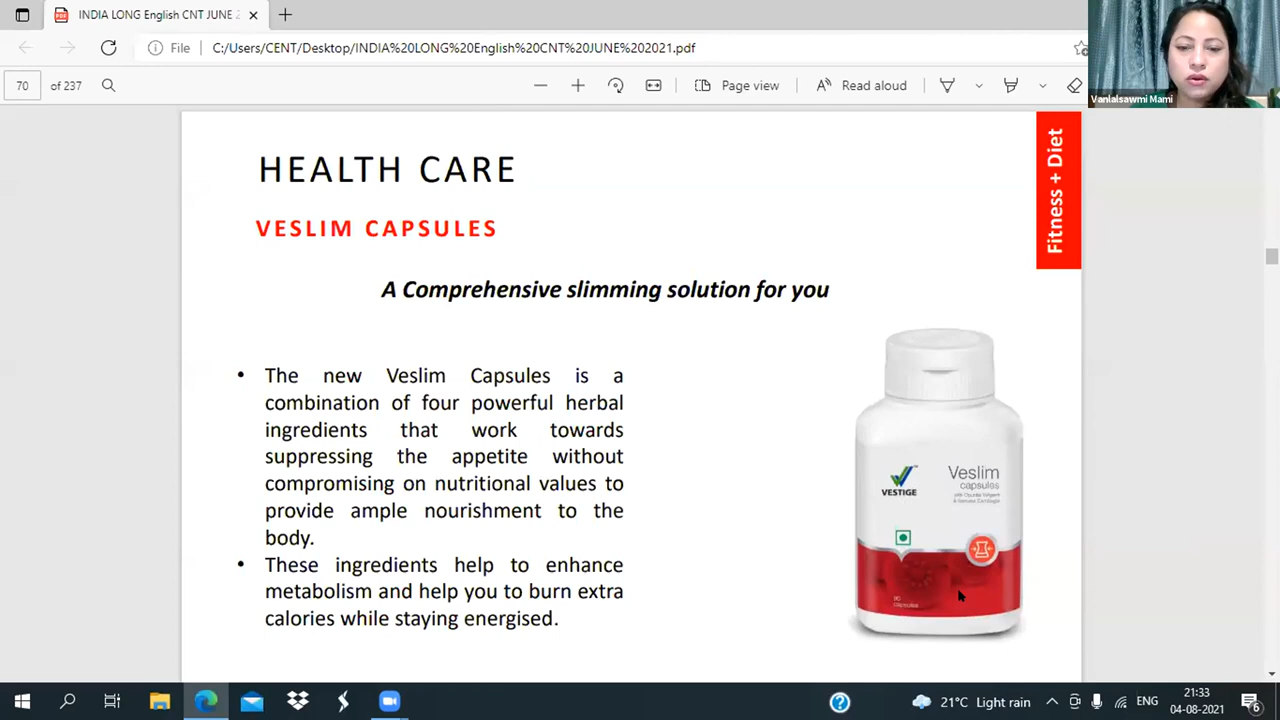 INDIA LONG English CNT JUNE 2
File
C:/Users/CENT/Desktop/INDIA%20LONG%20English%20CNT%20JUNE%202021.pdf
70 of 237
Page view
Read aloud
Vanlalsawmi Mami
HEALTH CARE
Fitness + Diet
VESLIM CAPSULES
A Comprehensive slimming solution for you
• The new Veslim Capsules is a
combination of four powerful herbal
ingredients that work towards
suppressing the appetite without
compromising on nutritional values to
provide ample nourishment to the
body.
• These ingredients help to enhance
metabolism and help you to burn extra
calories while staying energised.
VESTIGE
Veslim
capsules
90
capsules
21°C Light rain
ENG
21:33
04-08-2021
6